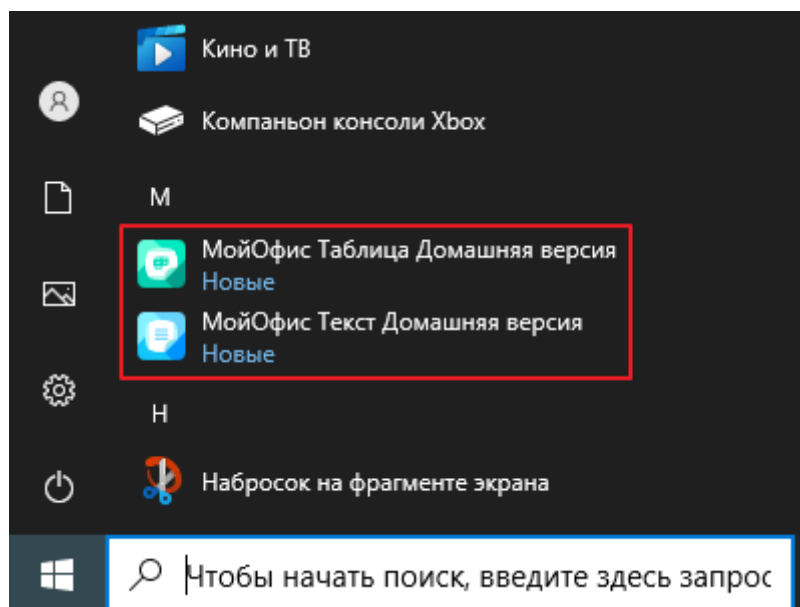 Кино и ТВ
Компаньон консоли Xbox
М
МойОфис Таблица Домашняя версия
Новые
МойОфис Текст Домашняя версия
Новые
Н
Набросок на фрагменте экрана
Чтобы начать поиск, введите здесь запрос